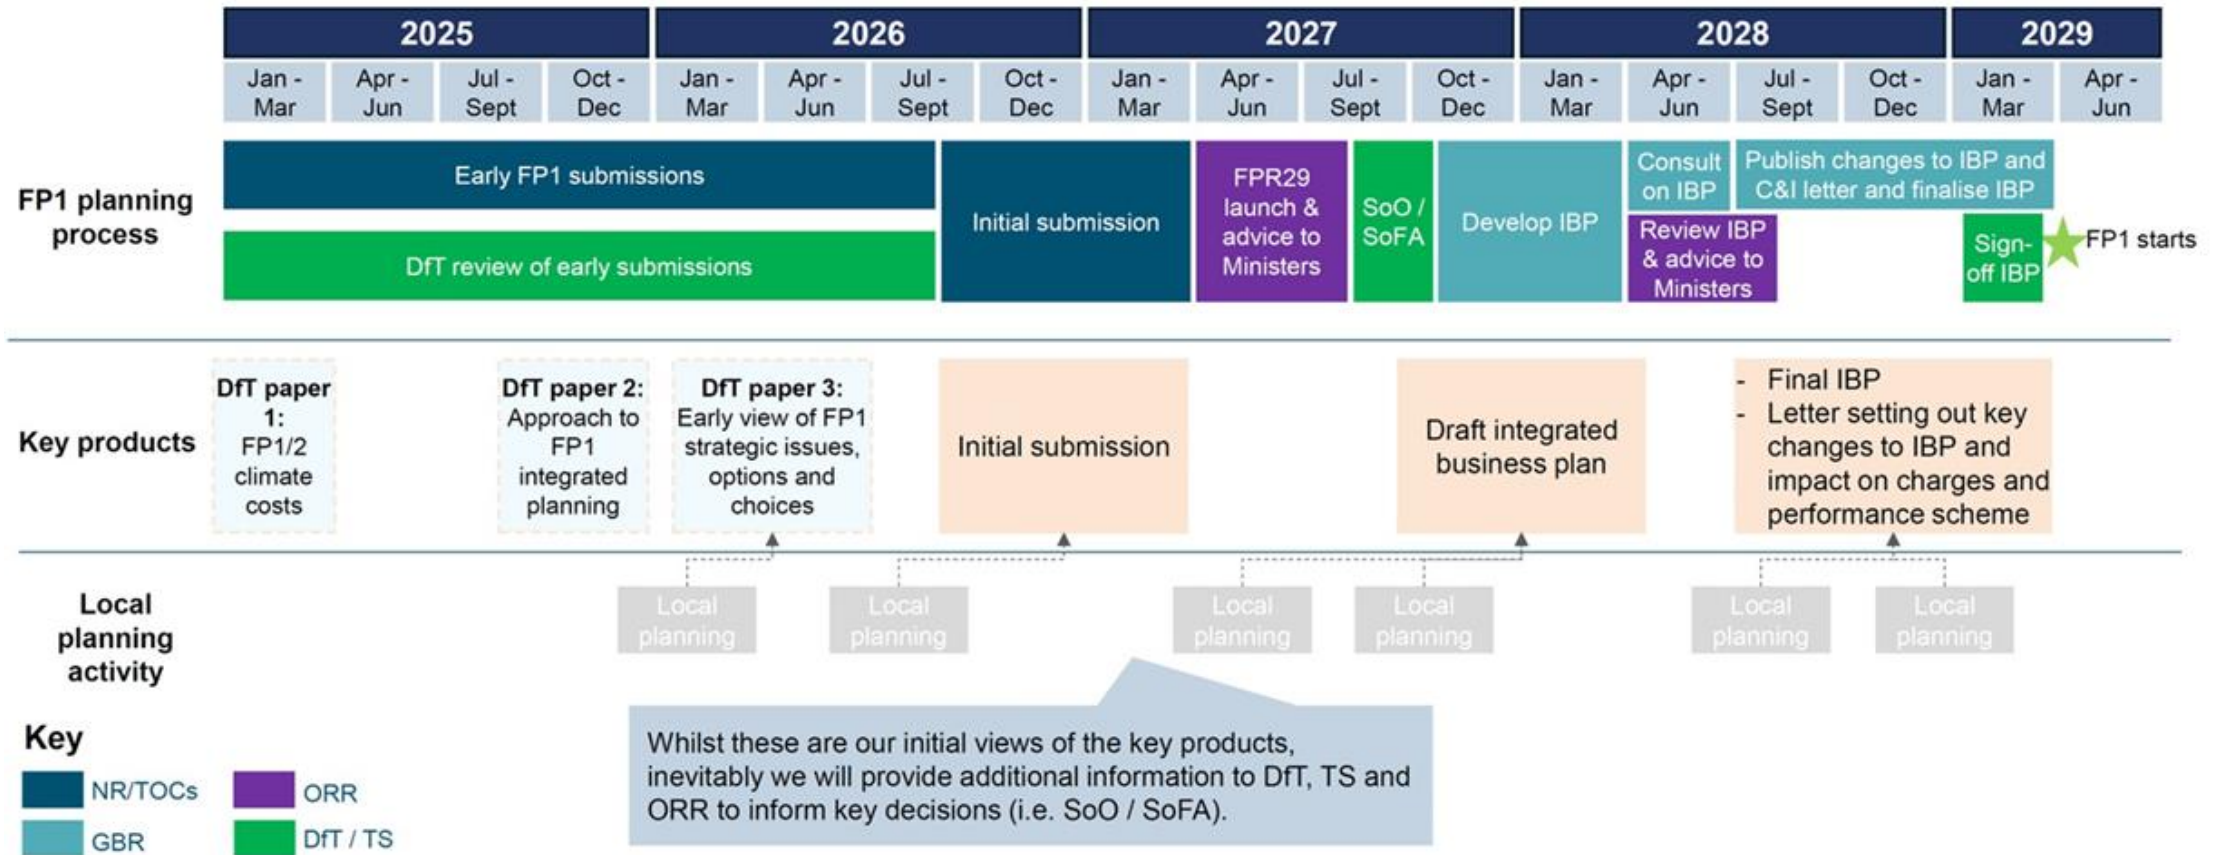 2025 2026 2027 2028 2029
Jan - Mar Apr - Jun Jul - Sept Oct - Dec Jan - Mar Apr - Jun Jul - Sept Oct - Dec Jan - Mar Apr - Jun Jul - Sept Oct - Dec Jan - Mar Apr - Jun Jul - Sept Oct - Dec Jan - Mar Apr - Jun
FP1 planning
process
Early FP1 submissions
DfT review of early submissions
Initial submission
FPR29
launch &
advice to
Ministers
SoO /
SoFA
Develop IBP
Consult
on IBP
Publish changes to IBP and
C&I letter and finalise IBP
Review IBP
& advice to
Ministers
Sign-
off IBP
FP1 starts
Key products
DfT paper
1:
FP1/2
climate
costs
DfT paper 2:
Approach to
FP1
integrated
planning
DfT paper 3:
Early view of FP1
strategic issues,
options and
choices
Initial submission
Draft integrated
business plan
- Final IBP
- Letter setting out key
changes to IBP and
impact on charges and
performance scheme
Local
planning
activity
Local
planning
Local
planning
Local
planning
Local
planning
Local
planning
Local
planning
Whilst these are our initial views of the key products,
inevitably we will provide additional information to DfT, TS and
ORR to inform key decisions (i.e. SoO / SoFA).
Key
NR/TOCs
ORR
GBR
DfT / TS